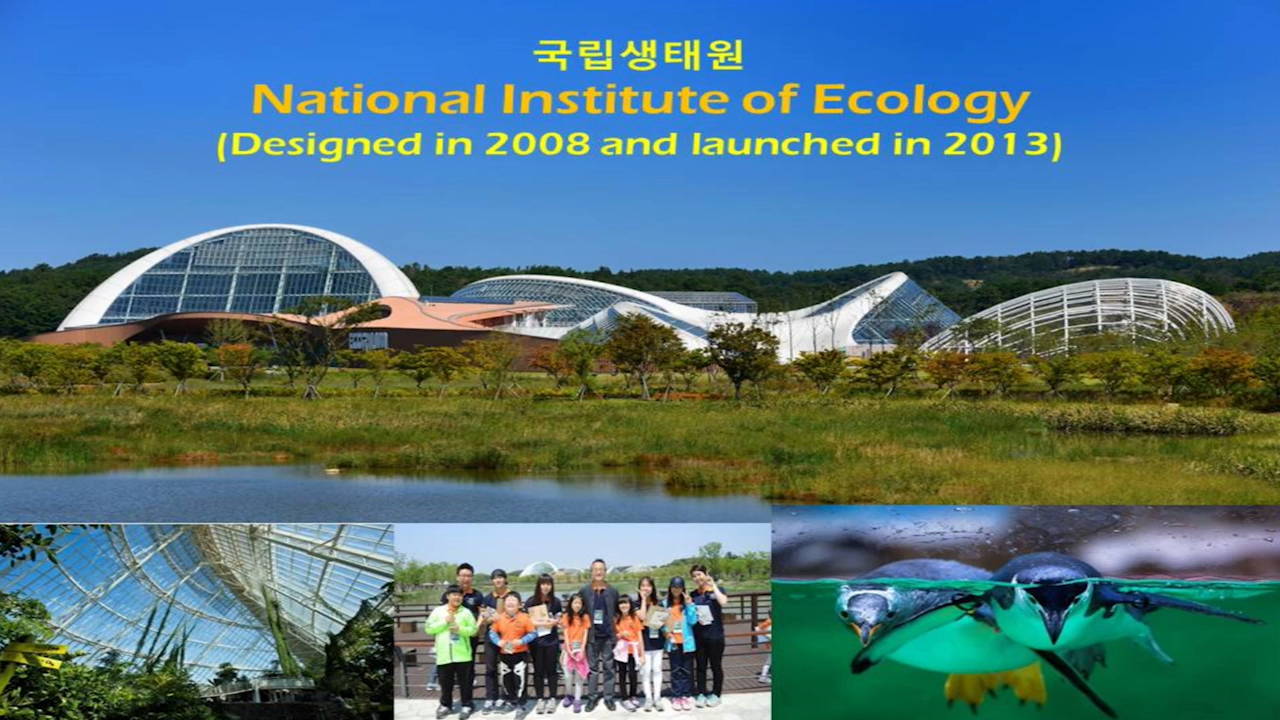 국립생태원
National Institute of Ecology
(Designed in 2008 and launched in 2013)